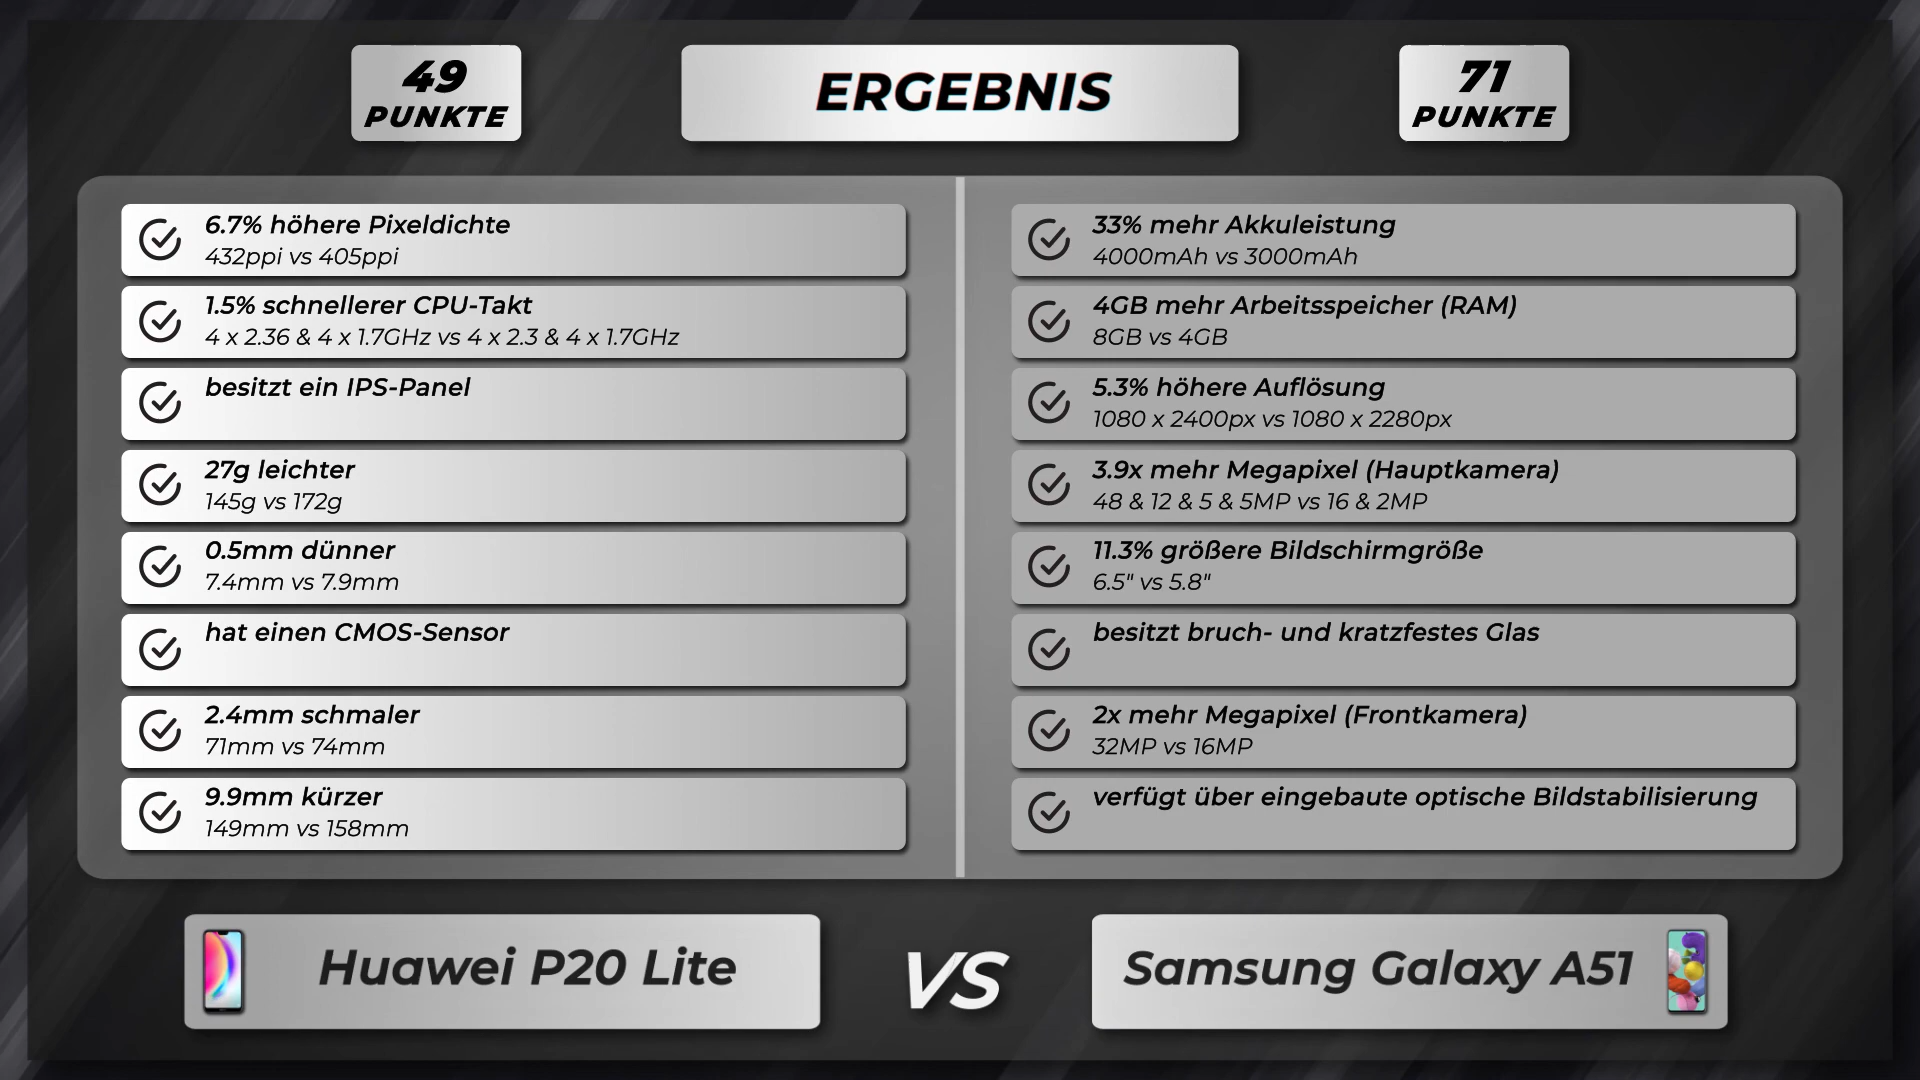 49
PUNKTE
ERGEBNIS
71
PUNKTE
6.7% höhere Pixeldichte
432ppi vs 405ppi
1.5% schnellerer CPU-Takt
4 x 2.36 & 4 x 1.7GHz vs 4 x 2.3 & 4 x 1.7GHz
besitzt ein IPS-Panel
27g leichter
145g vs 172g
0.5mm dünner
7.4mm vs 7.9mm
hat einen CMOS-Sensor
2.4mm schmaler
71mm vs 74mm
9.9mm kürzer
149mm vs 158mm
33% mehr Akkuleistung
4000mAh vs 3000mAh
4GB mehr Arbeitsspeicher (RAM)
8GB vs 4GB
5.3% höhere Auflösung
1080 x 2400px vs 1080 x 2280px
3.9x mehr Megapixel (Hauptkamera)
48 & 12 & 5 & 5MP vs 16 & 2MP
11.3% größere Bildschirmgröße
6.5" vs 5.8"
besitzt bruch- und kratzfestes Glas
2x mehr Megapixel (Frontkamera)
32MP vs 16MP
verfügt über eingebaute optische Bildstabilisierung
Huawei P20 Lite
VS
Samsung Galaxy A51